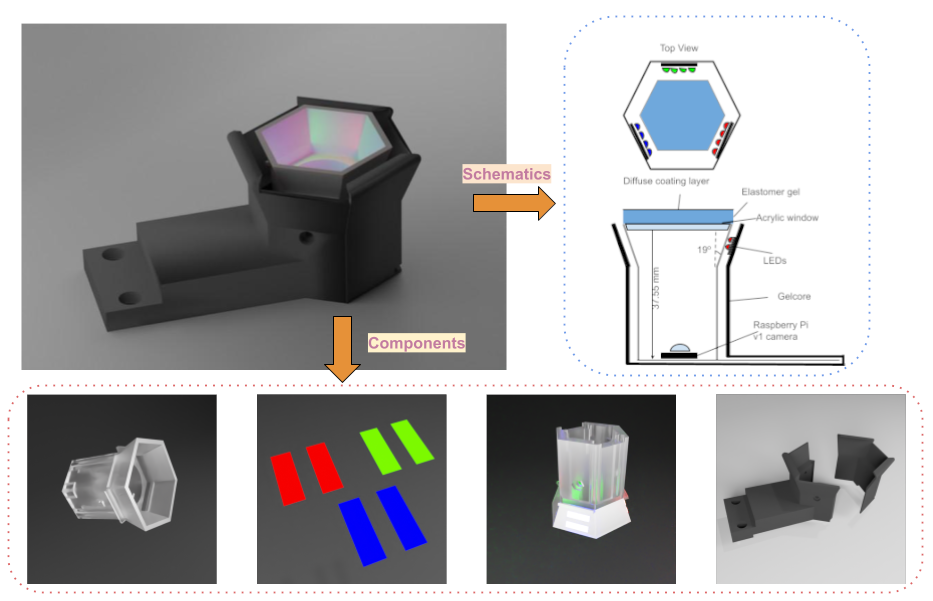 Top View
Schematics
Diffuse coating layer
Elastomer gel
Acrylic window
19°
LEDs
37.55 mm
Gelcore
Raspberry Pi
v1 camera
Components